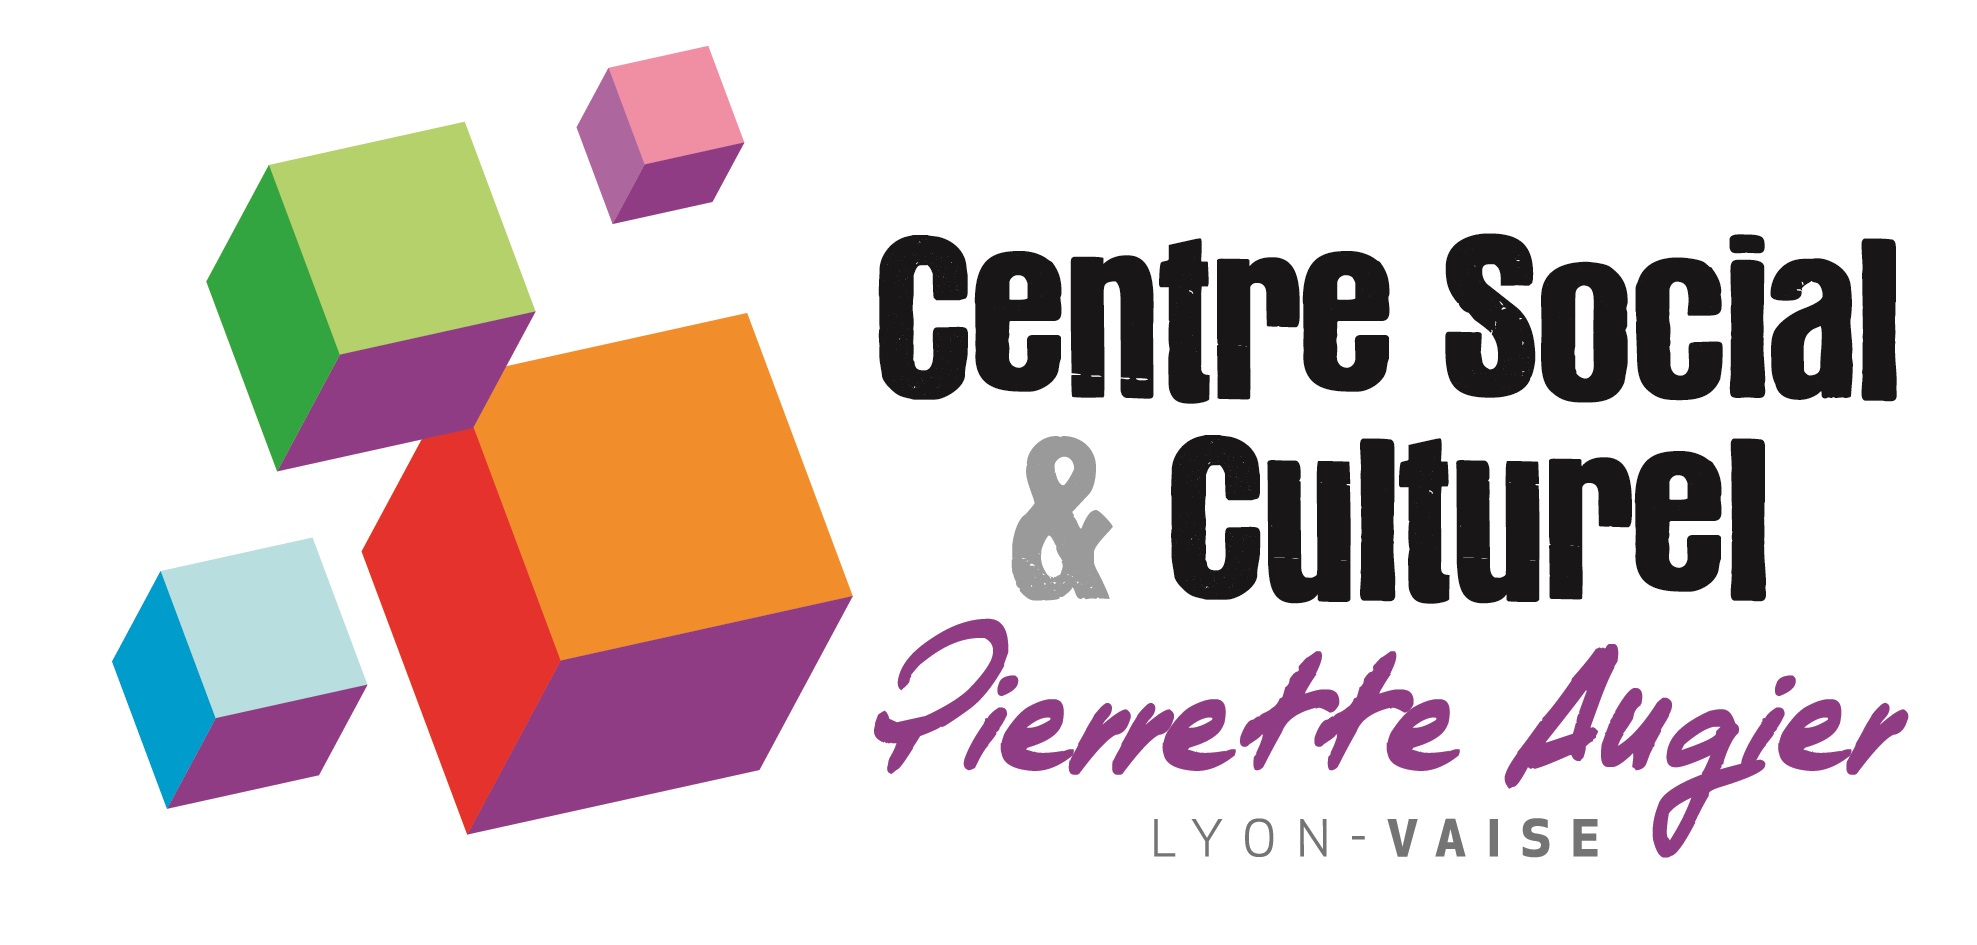 Centre Social
& Culturel
Pierrette Augier
LYON-VAISE